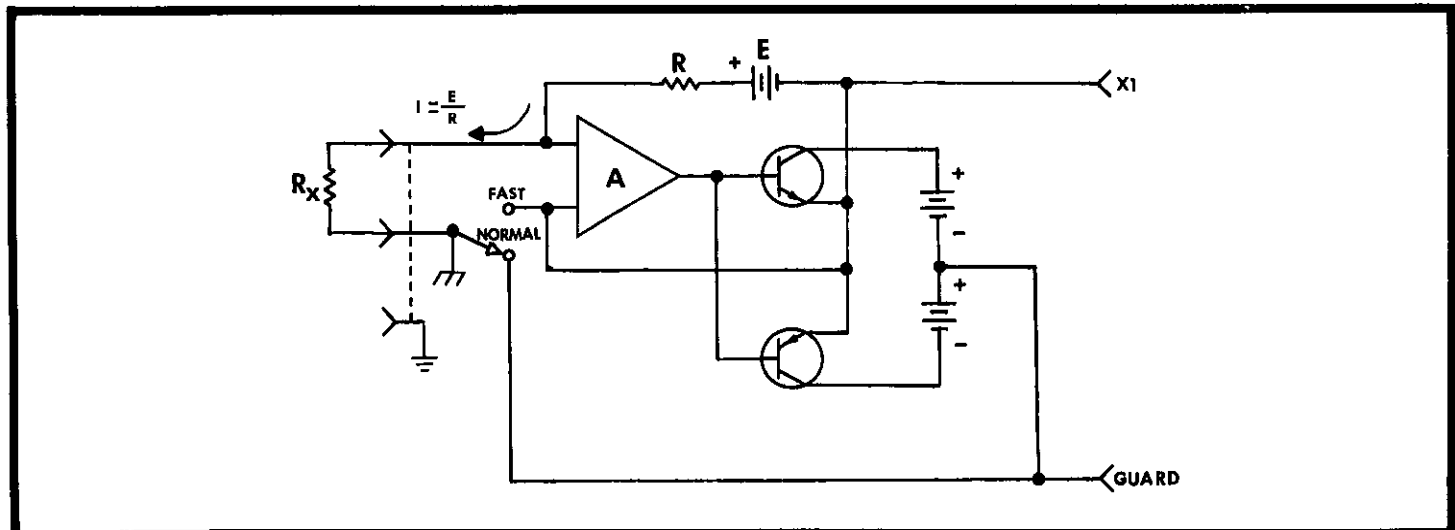 R
+
E
X1
I = E/R
A
RX
FAST
NORMAL
+
-
+
-
GUARD